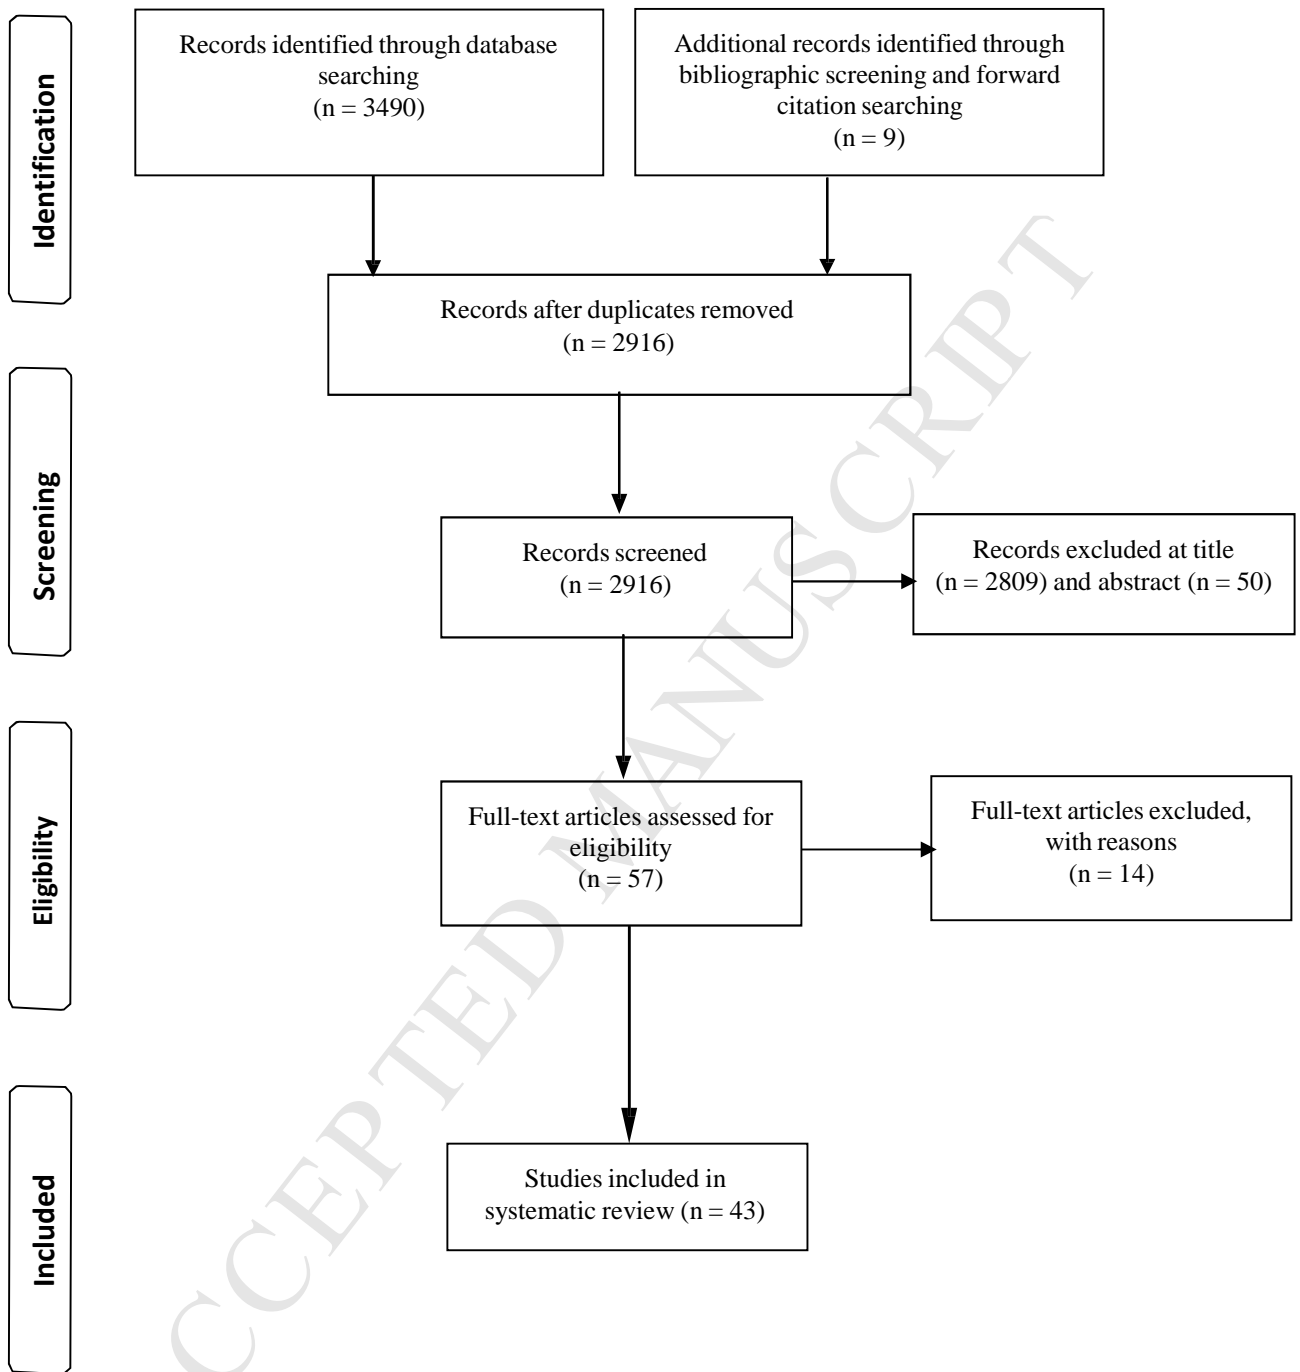 Identification
Records identified through database
searching
(n = 3490)
Additional records identified through
bibliographic screening and forward
citation searching
(n = 9)
Records after duplicates removed
(n = 2916)
Screening
Records screened
(n = 2916)
Records excluded at title
(n = 2809) and abstract (n = 50)
Eligibility
Full-text articles assessed for
eligibility
(n = 57)
Full-text articles excluded,
with reasons
(n = 14)
Included
Studies included in
systematic review (n = 43)
CCEPTED MANUSCRIPT